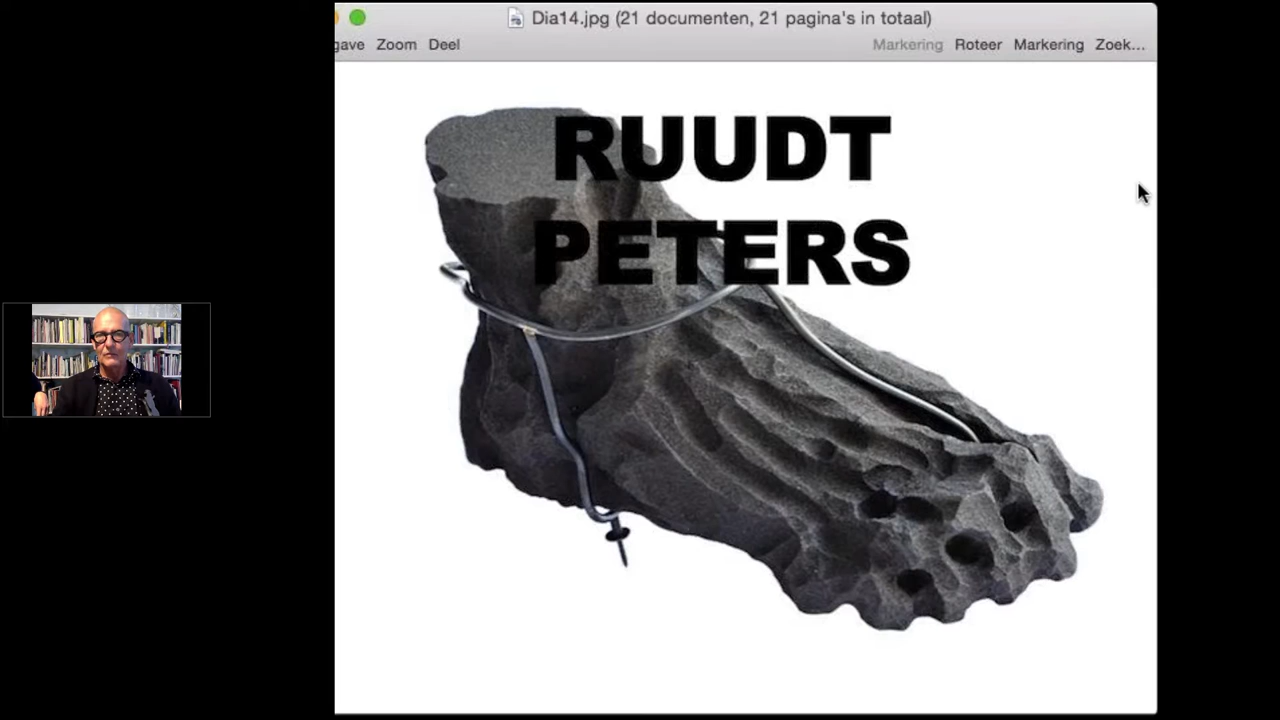 Dia14.jpg (21 documenten, 21 pagina's in totaal)
gave Zoom Deel Markering Roteer Markering Zoek...
RUUDT
PETERS